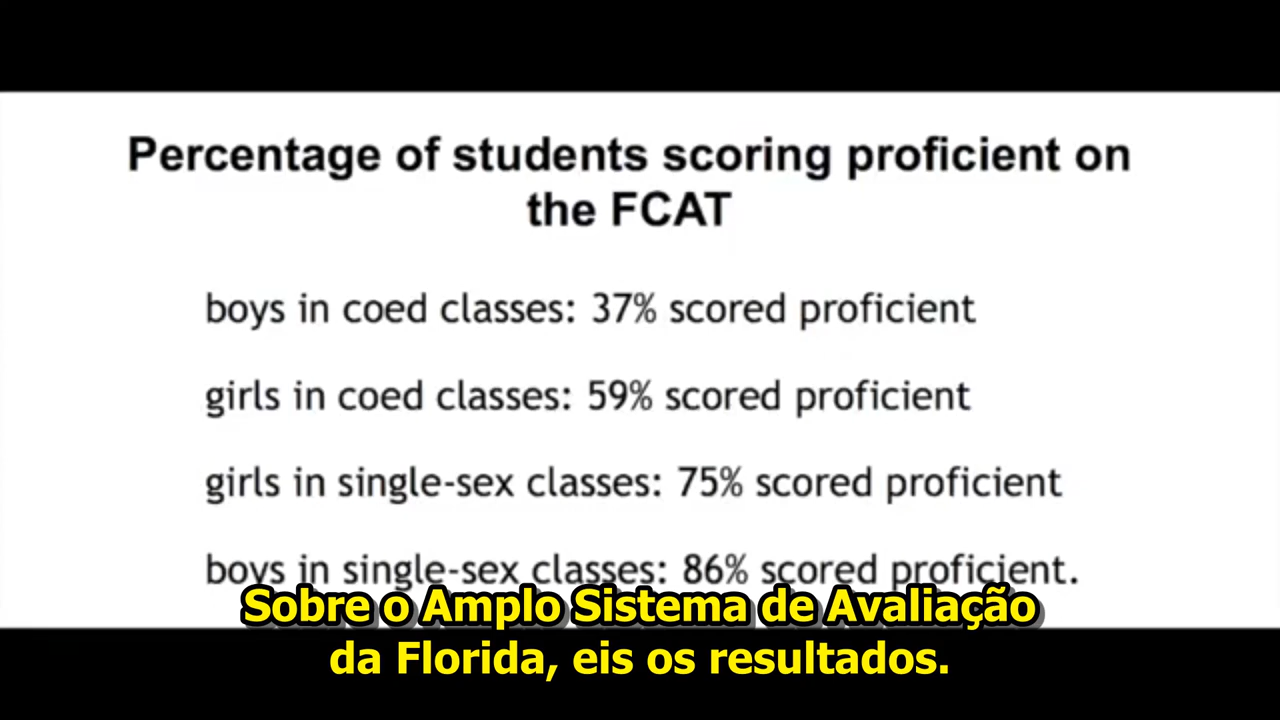 Percentage of students scoring proficient on
the FCAT
boys in coed classes: 37% scored proficient
girls in coed classes: 59% scored proficient
girls in single-sex classes: 75% scored proficient
boys in single-sex classes: 86% scored proficient.
Sobre o Amplo Sistema de Avaliação
da Florida, eis os resultados.